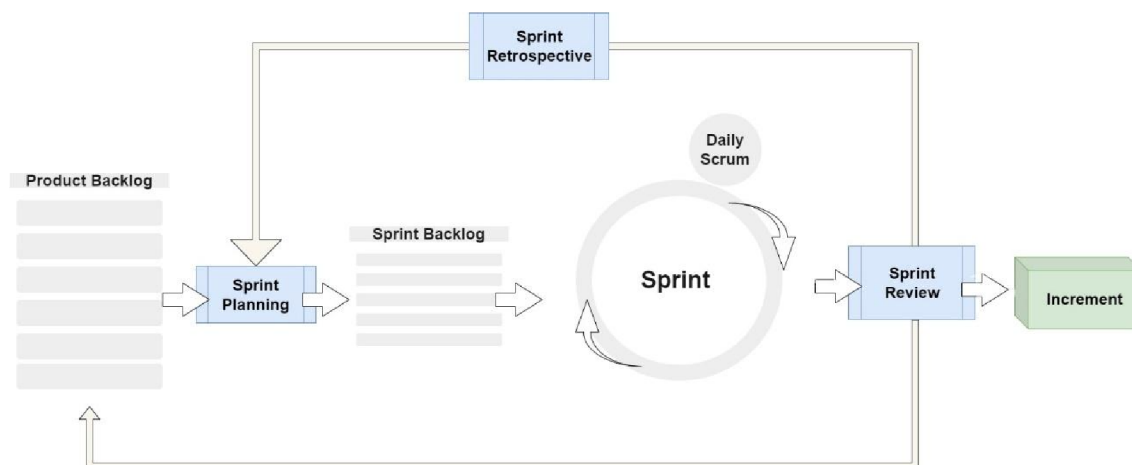 Sprint
Retrospective
Daily
Scrum
Product Backlog
Sprint Backlog
Sprint
Planning
Sprint
Sprint
Review
Increment